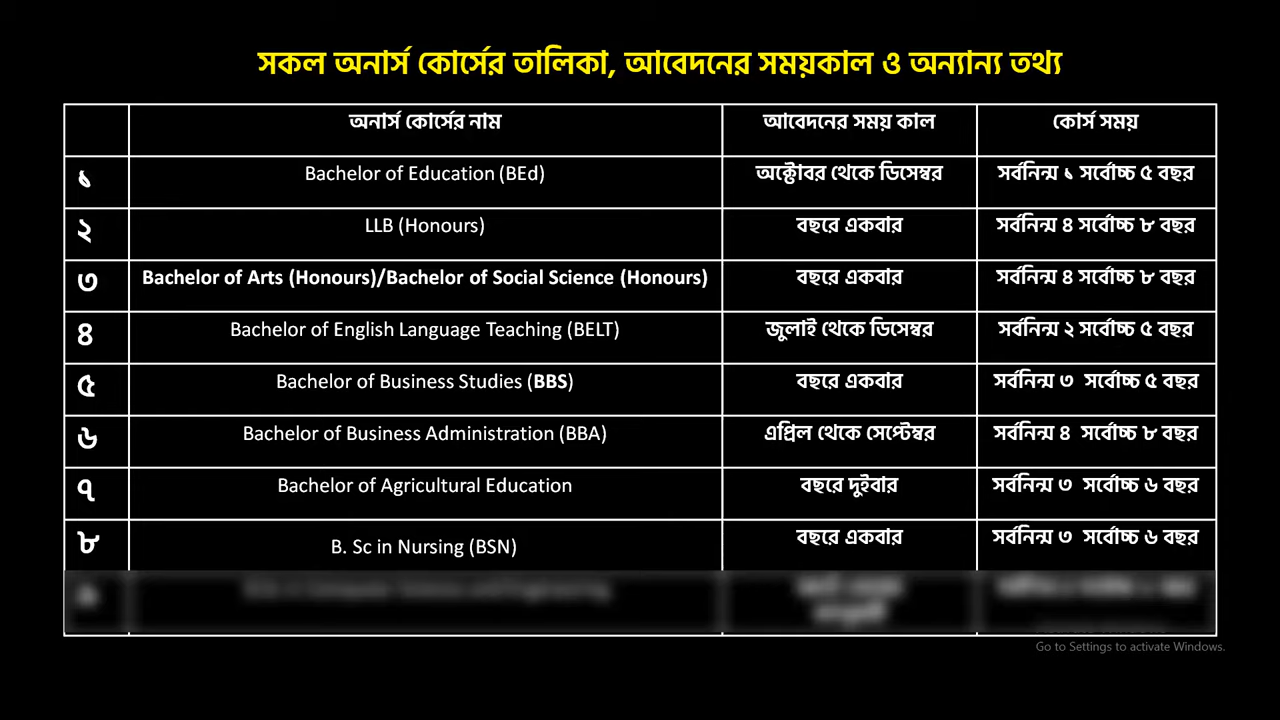 সকল অনার্স কোর্সের তালিকা, আবেদনের সময়কাল ও অন্যান্য তথ্য
অনার্স কোর্সের নাম আবেদনের সময় কাল কোর্স সময়
১ Bachelor of Education (BEd) অক্টোবর থেকে ডিসেম্বর সর্বনিন্ম ১ সর্বোচ্চ ৫ বছর
২ LLB (Honours) বছরে একবার সর্বনিন্ম ৪ সর্বোচ্চ ৮ বছর
৩ Bachelor of Arts (Honours)/Bachelor of Social Science (Honours) বছরে একবার সর্বনিন্ম ৪ সর্বোচ্চ ৮ বছর
৪ Bachelor of English Language Teaching (BELT) জুলাই থেকে ডিসেম্বর সর্বনিন্ম ২ সর্বোচ্চ ৫ বছর
৫ Bachelor of Business Studies (BBS) বছরে একবার সর্বনিন্ম ৩ সর্বোচ্চ ৫ বছর
৬ Bachelor of Business Administration (BBA) এপ্রিল থেকে সেপ্টেম্বর সর্বনিন্ম ৪ সর্বোচ্চ ৮ বছর
৭ Bachelor of Agricultural Education বছরে দুইবার সর্বনিন্ম ৩ সর্বোচ্চ ৬ বছর
৮ B. Sc in Nursing (BSN) বছরে একবার সর্বনিন্ম ৩ সর্বোচ্চ ৬ বছর
Go to Settings to activate Windows.